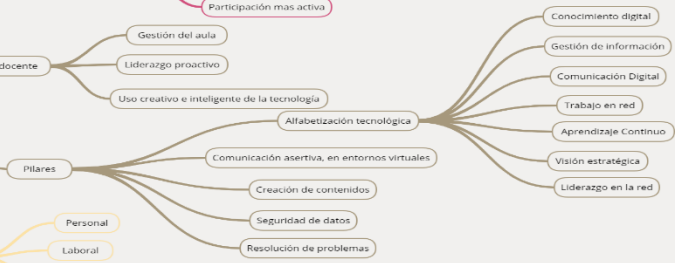 Participación mas activa
docente
Gestión del aula
Liderazgo proactivo
Uso creativo e inteligente de la tecnología
Pilares
Alfabetización tecnológica
Conocimiento digital
Gestión de información
Comunicación Digital
Trabajo en red
Aprendizaje Continuo
Visión estratégica
Liderazgo en la red
Comunicación asertiva, en entornos virtuales
Creación de contenidos
Seguridad de datos
Resolución de problemas
Personal
Laboral